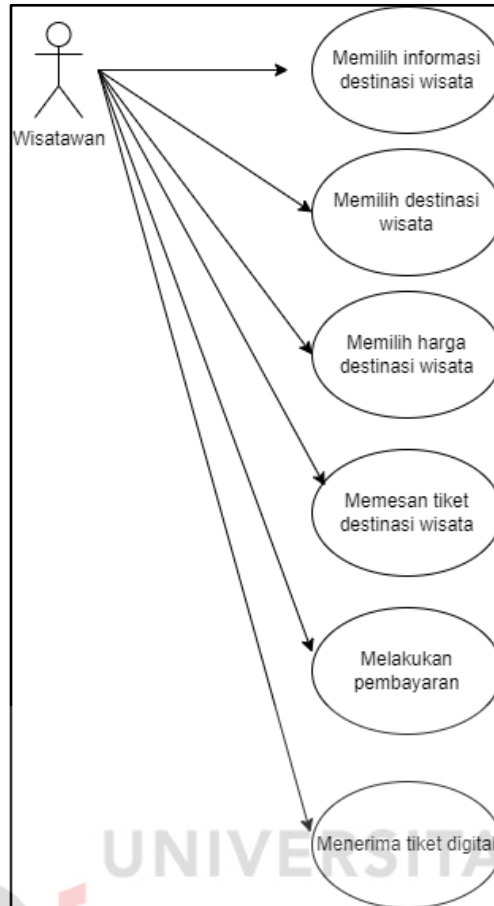 Wisatawan
Memilih informasi
destinasi wisata
Memilih destinasi
wisata
Memilih harga
destinasi wisata
Memesan tiket
destinasi wisata
Melakukan
pembayaran
Menerima tiket digital